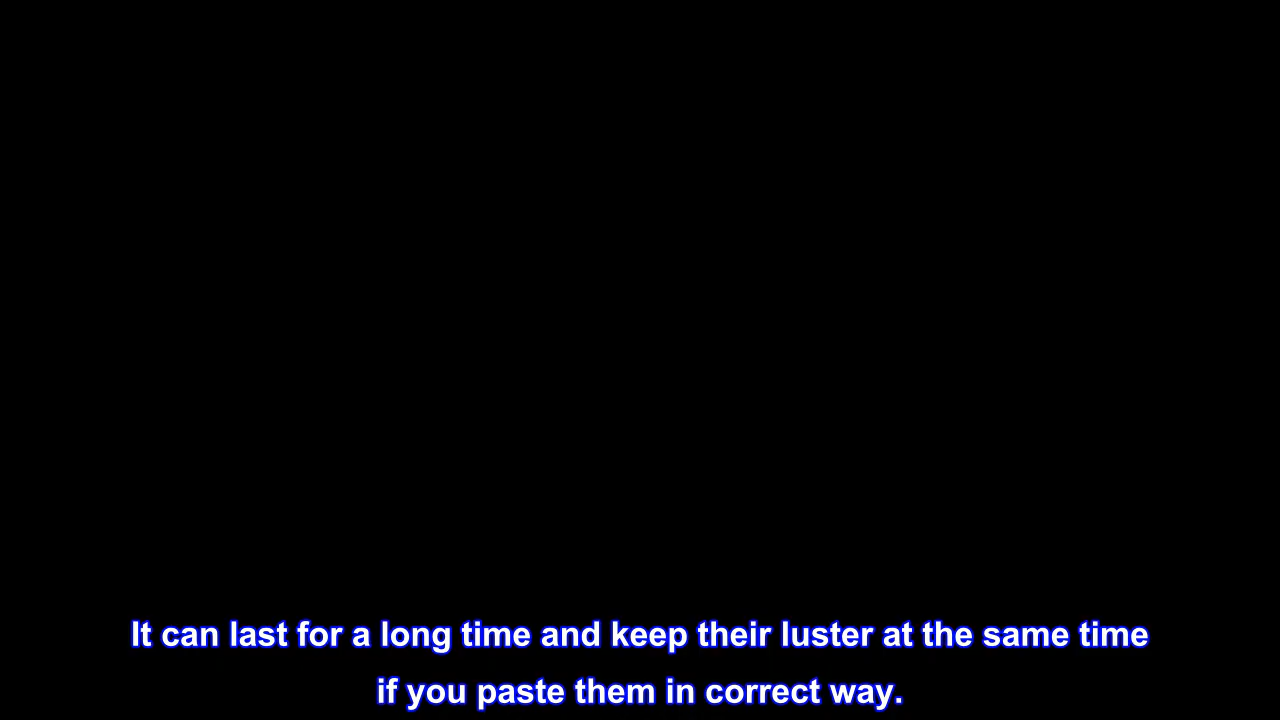 It can last for a long time and keep their luster at the same time
if you paste them in correct way.